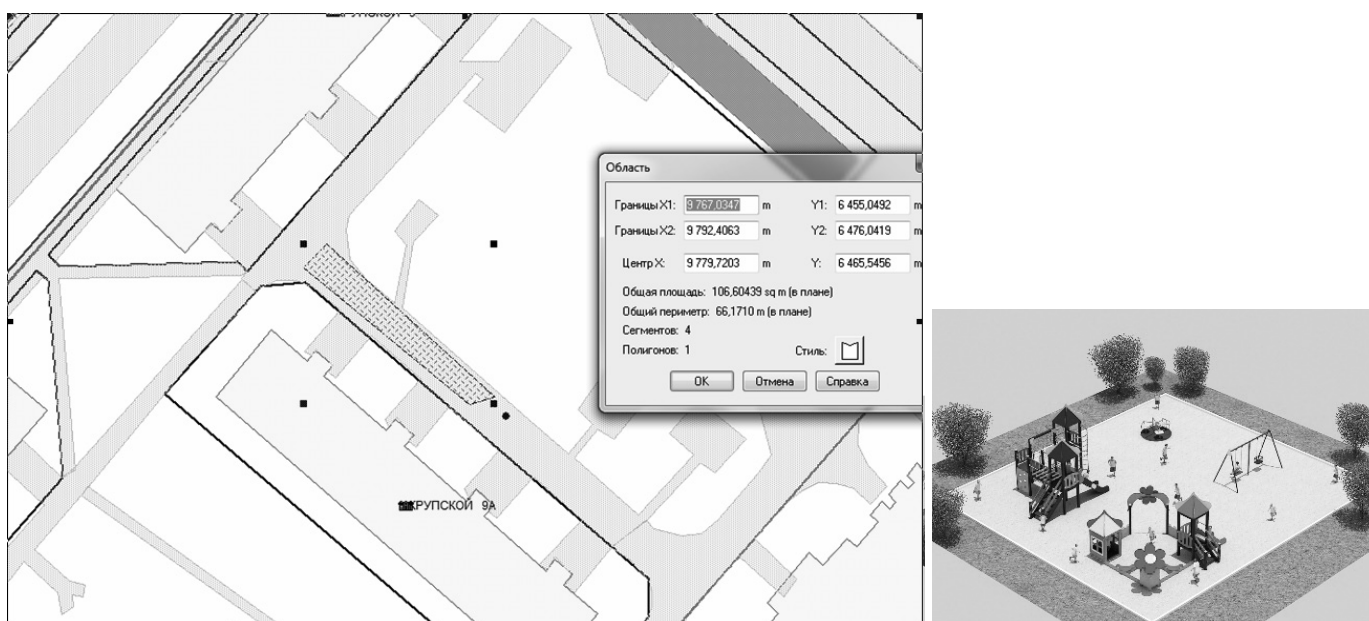 Область
Границы X1: 9 767,0347 m Y1: 6 455,0492 m
Границы X2: 9 792,4063 m Y2: 6 476,0419 m
Центр X: 9 779,7203 m Y: 6 465,5456 m
Общая площадь: 106,60439 sq m (в плане)
Общий периметр: 66,1710 m (в плане)
Сегментов: 4
Полигонов: 1 Стиль:
ОК Отмена Справка
КРУПСКОЙ 9А